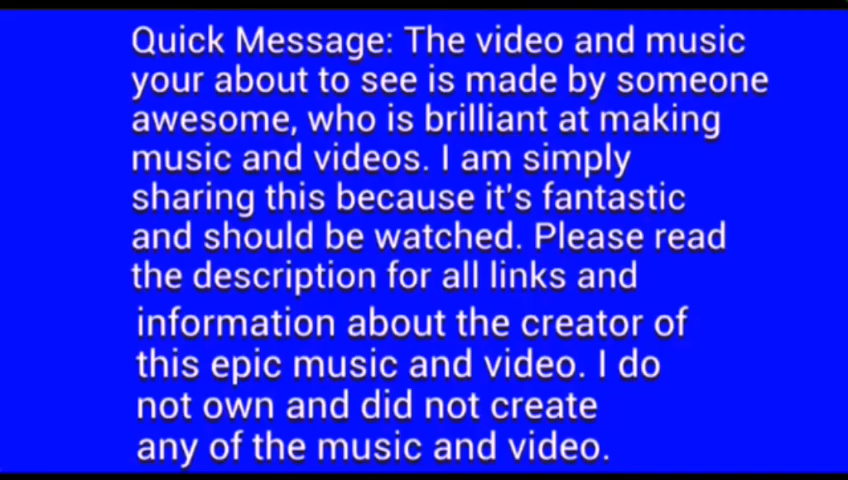 Quick Message: The video and music
your about to see is made by someone
awesome, who is brilliant at making
music and videos. I am simply
sharing this because it's fantastic
and should be watched. Please read
the description for all links and
information about the creator of
this epic music and video. I do
not own and did not create
any of the music and video.